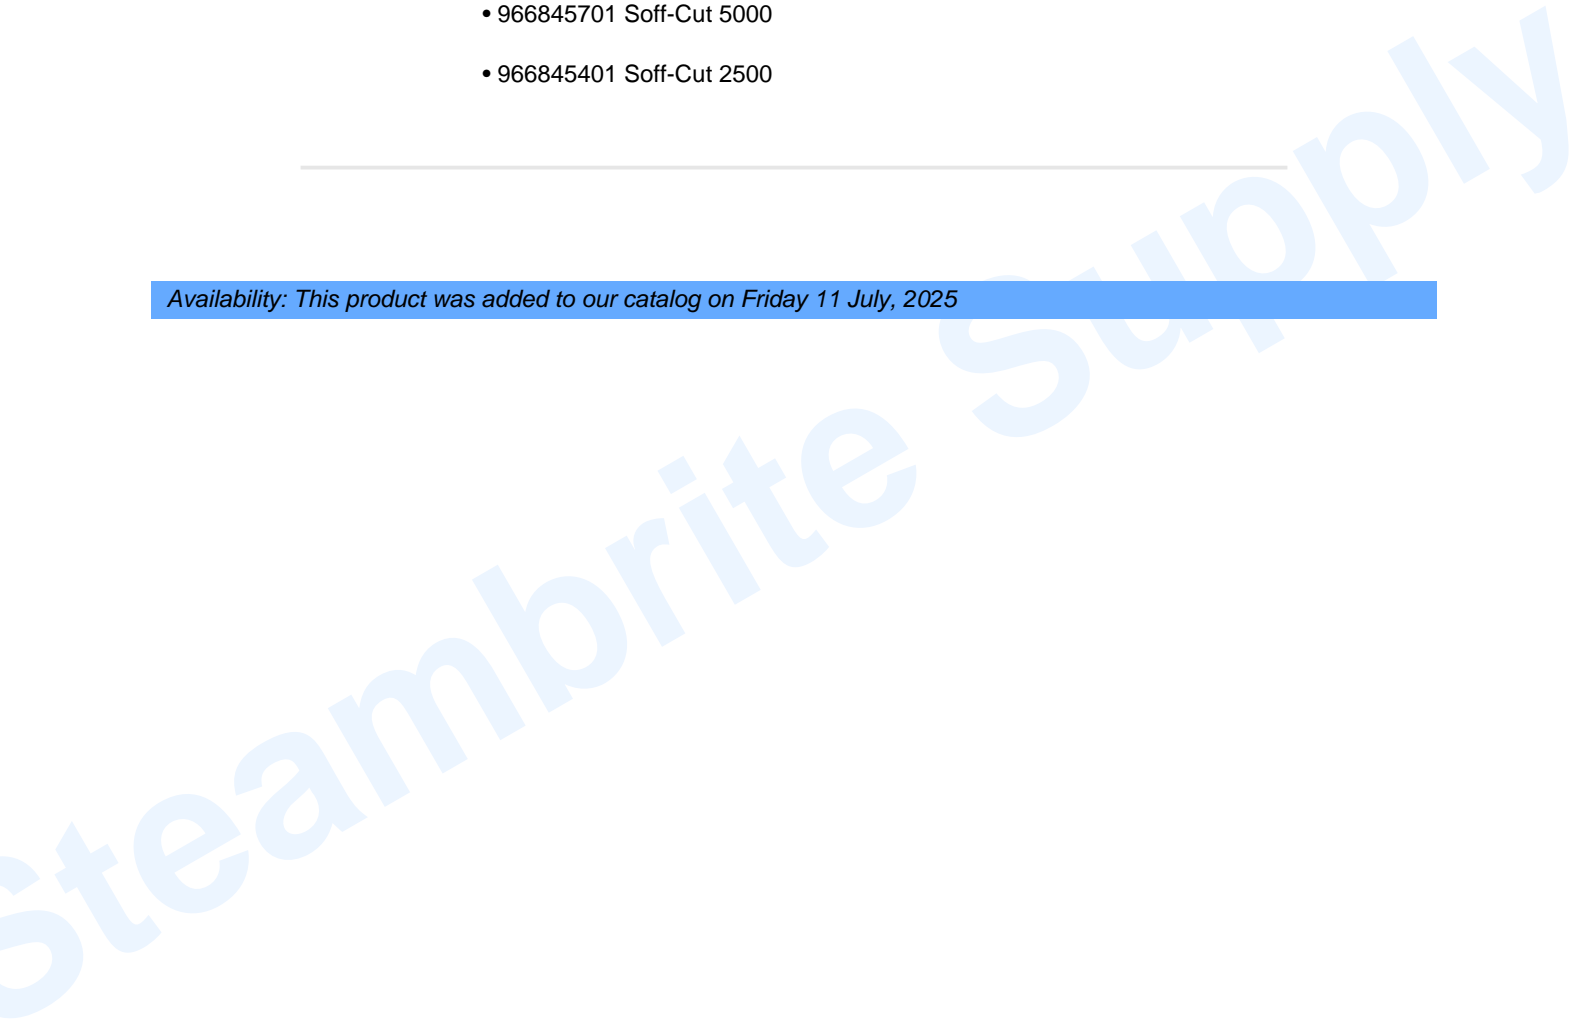 • 966845701 Soff-Cut 5000
• 966845401 Soff-Cut 2500
Availability: This product was added to our catalog on Friday 11 July, 2025
Steambrite Supply